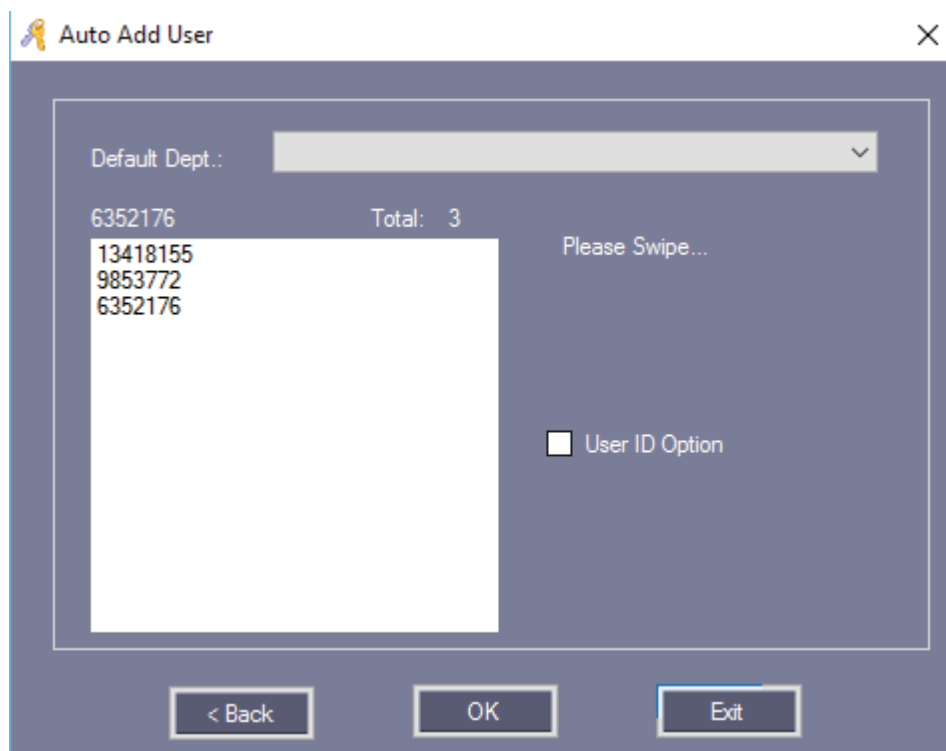 Auto Add User
Default Dept.:
6352176 Total: 3
13418155
9853772
6352176
Please Swipe...
User ID Option
< Back OK Exit